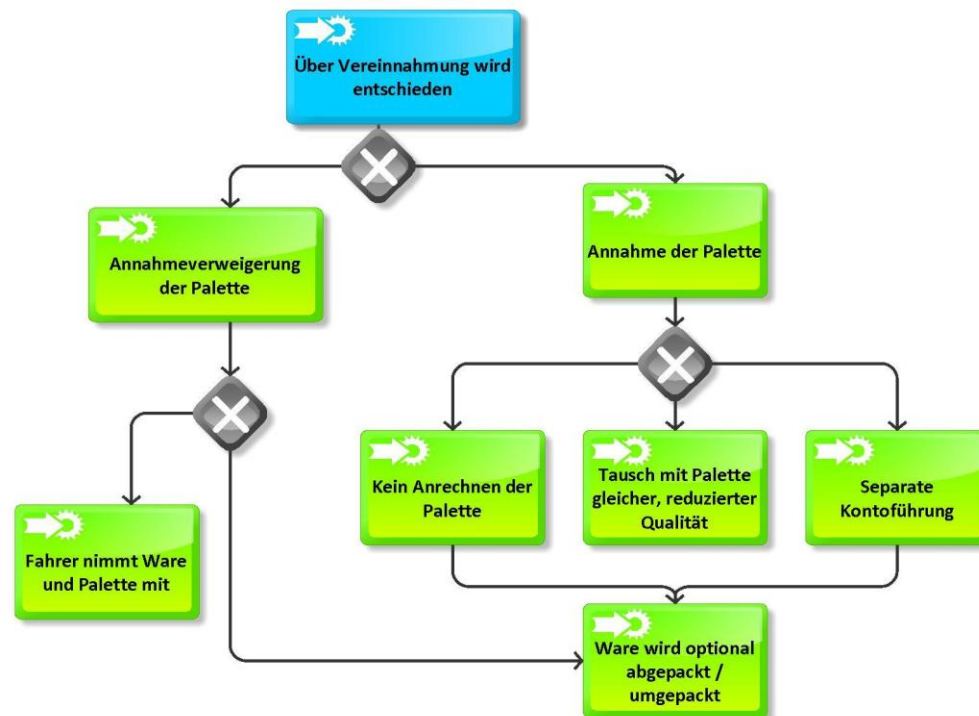 Über Vereinnahmung wird
entschieden
Annahmeverweigerung
der Palette
Annahme der Palette
Kein Anrechnen der
Palette
Tausch mit Palette
gleicher, reduzierter
Qualität
Separate
Kontoführung
Fahrer nimmt Ware
und Palette mit
Ware wird optional
abgepackt /
umgepackt